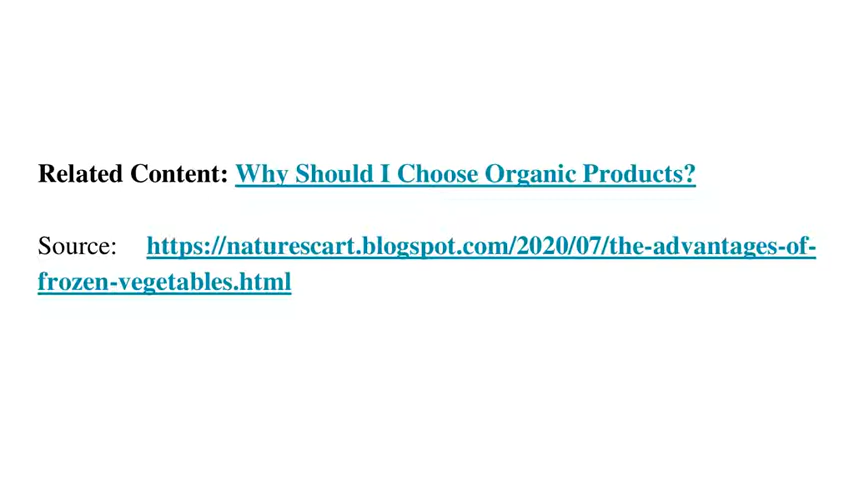 Related Content: Why Should I Choose Organic Products?
Source: https://naturescart.blogspot.com/2020/07/the-advantages-of-
frozen-vegetables.html